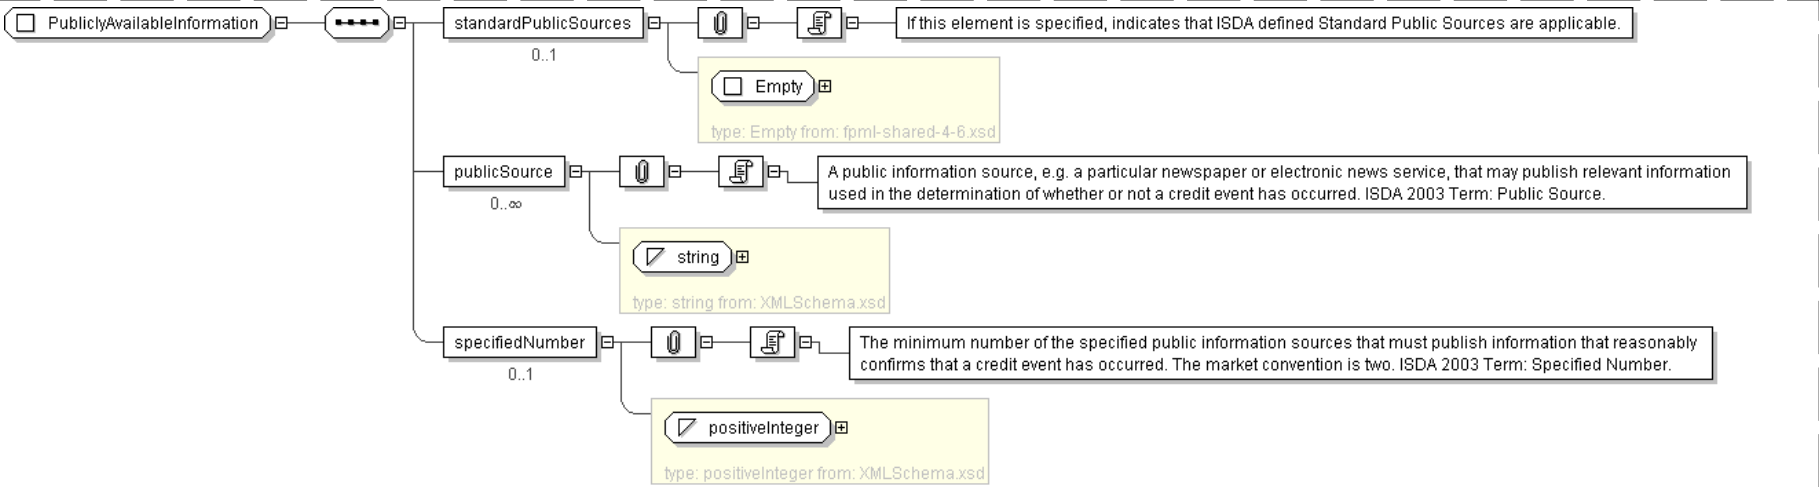 PubliclyAvailableInformation
standardPublicSources
If this element is specified, indicates that ISDA defined Standard Public Sources are applicable.
0..1
Empty
type: Empty from: fpml-shared-4-6.xsd
publicSource
A public information source, e.g. a particular newspaper or electronic news service, that may publish relevant information
used in the determination of whether or not a credit event has occurred. ISDA 2003 Term: Public Source.
0..∞
string
type: string from: XMLSchema.xsd
specifiedNumber
The minimum number of the specified public information sources that must publish information that reasonably
confirms that a credit event has occurred. The market convention is two. ISDA 2003 Term: Specified Number.
0..1
positiveInteger
type: positiveInteger from: XMLSchema.xsd